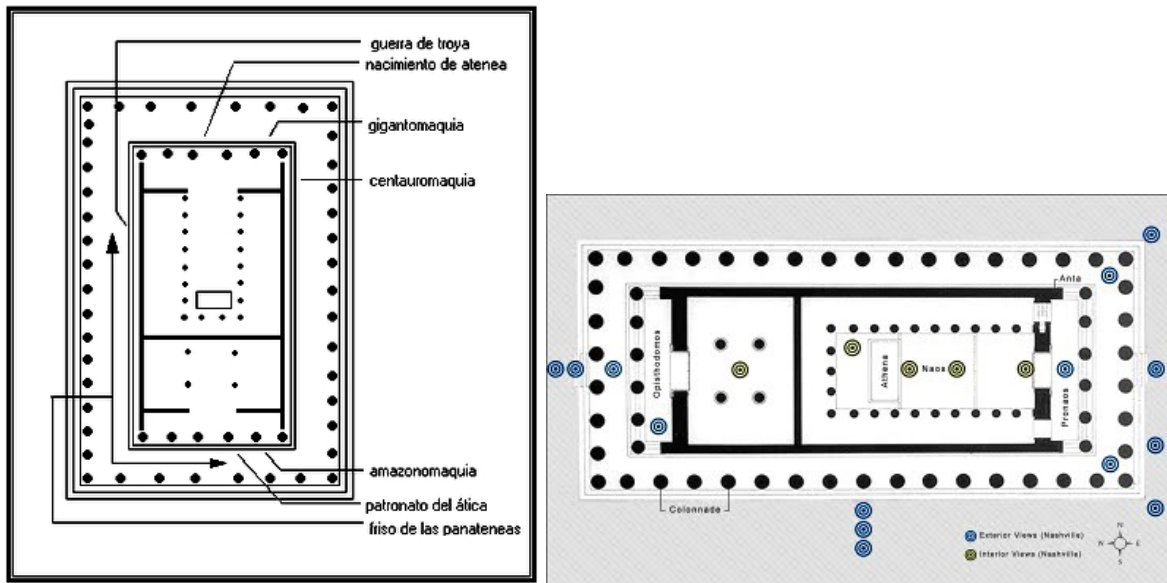 guerra de troya
nacimiento de atenea
gigantomaquia
centauromaquia
amazonomaquia
patronato del ática
friso de las panateneas
Anta
Opisthodomos
Athena
Naos
Pronaos
Colonnade
Exterior Views (Nashville)
Interior Views (Nashville)
N
W E
S